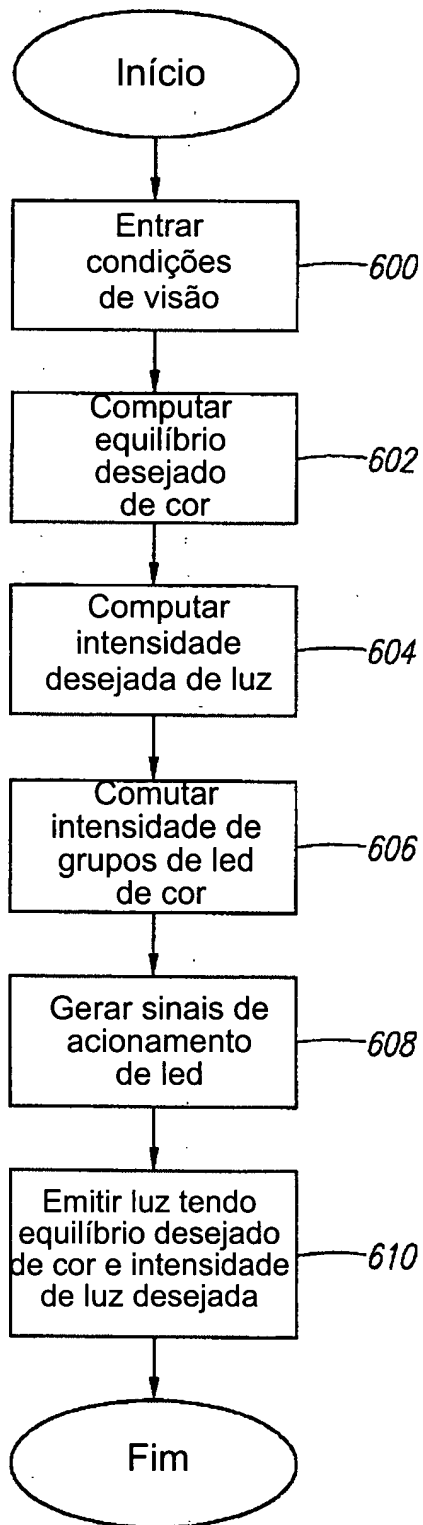 Início
Entrar
condições
de visão
600
Computar
equilíbrio
desejado
de cor
602
Computar
intensidade
desejada de luz
604
Comutar
intensidade de
grupos de led
de cor
606
Gerar sinais de
acionamento
de led
608
Emitir luz tendo
equilíbrio desejado
de cor e intensidade
de luz desejada
610
Fim